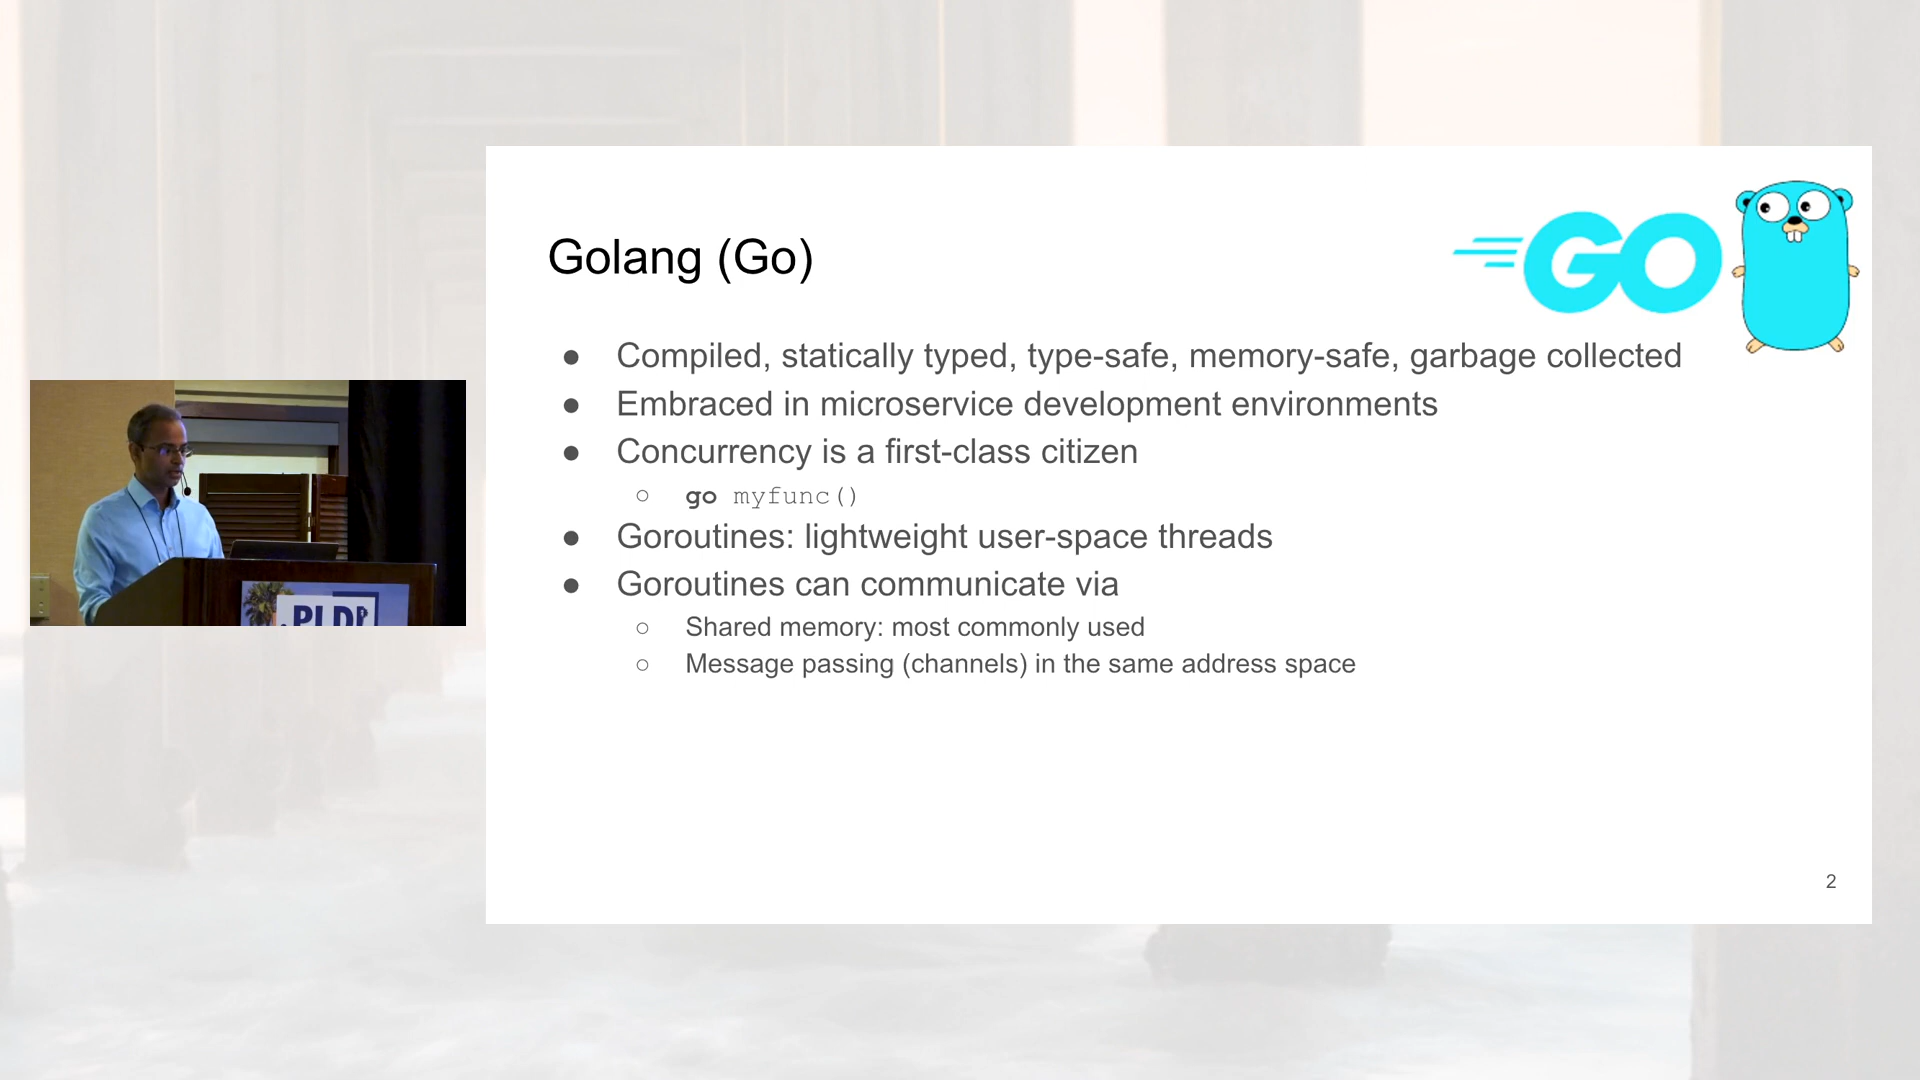 GO
Golang (Go)
● Compiled, statically typed, type-safe, memory-safe, garbage collected
● Embraced in microservice development environments
● Concurrency is a first-class citizen
○ go myfunc()
● Goroutines: lightweight user-space threads
● Goroutines can communicate via
○ Shared memory: most commonly used
○ Message passing (channels) in the same address space
PLDI
2